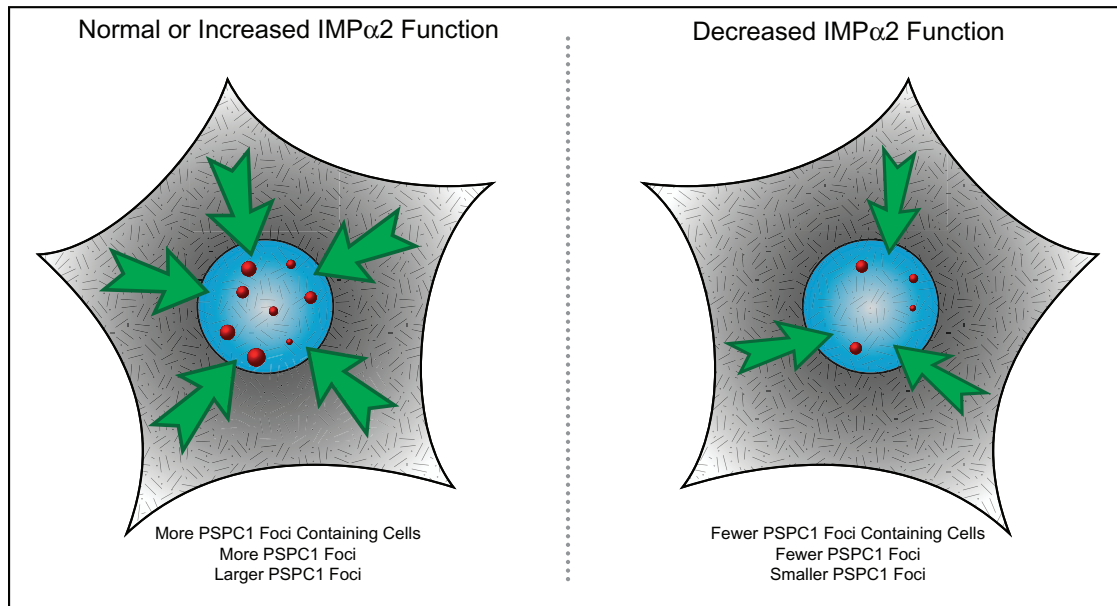 Normal or Increased IMPα2 Function
Decreased IMPα2 Function
More PSPC1 Foci Containing Cells
More PSPC1 Foci
Larger PSPC1 Foci
Fewer PSPC1 Foci Containing Cells
Fewer PSPC1 Foci
Smaller PSPC1 Foci